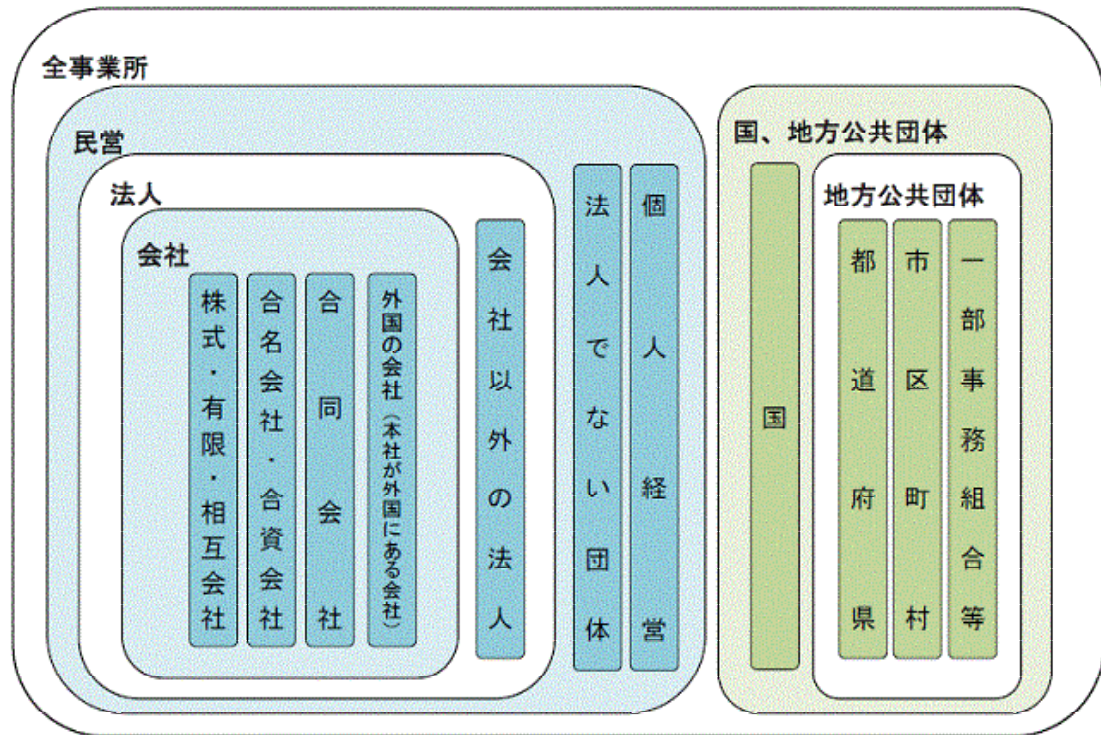 全事業所
民営
法人
会社
株式・有限・相互会社
合名会社・合資会社
合同会社
外国の会社（本社が外国にある会社）
会社以外の法人
法人でない団体
個人経営
国、地方公共団体
国
地方公共団体
都道府県
市区町村
一部事務組合等